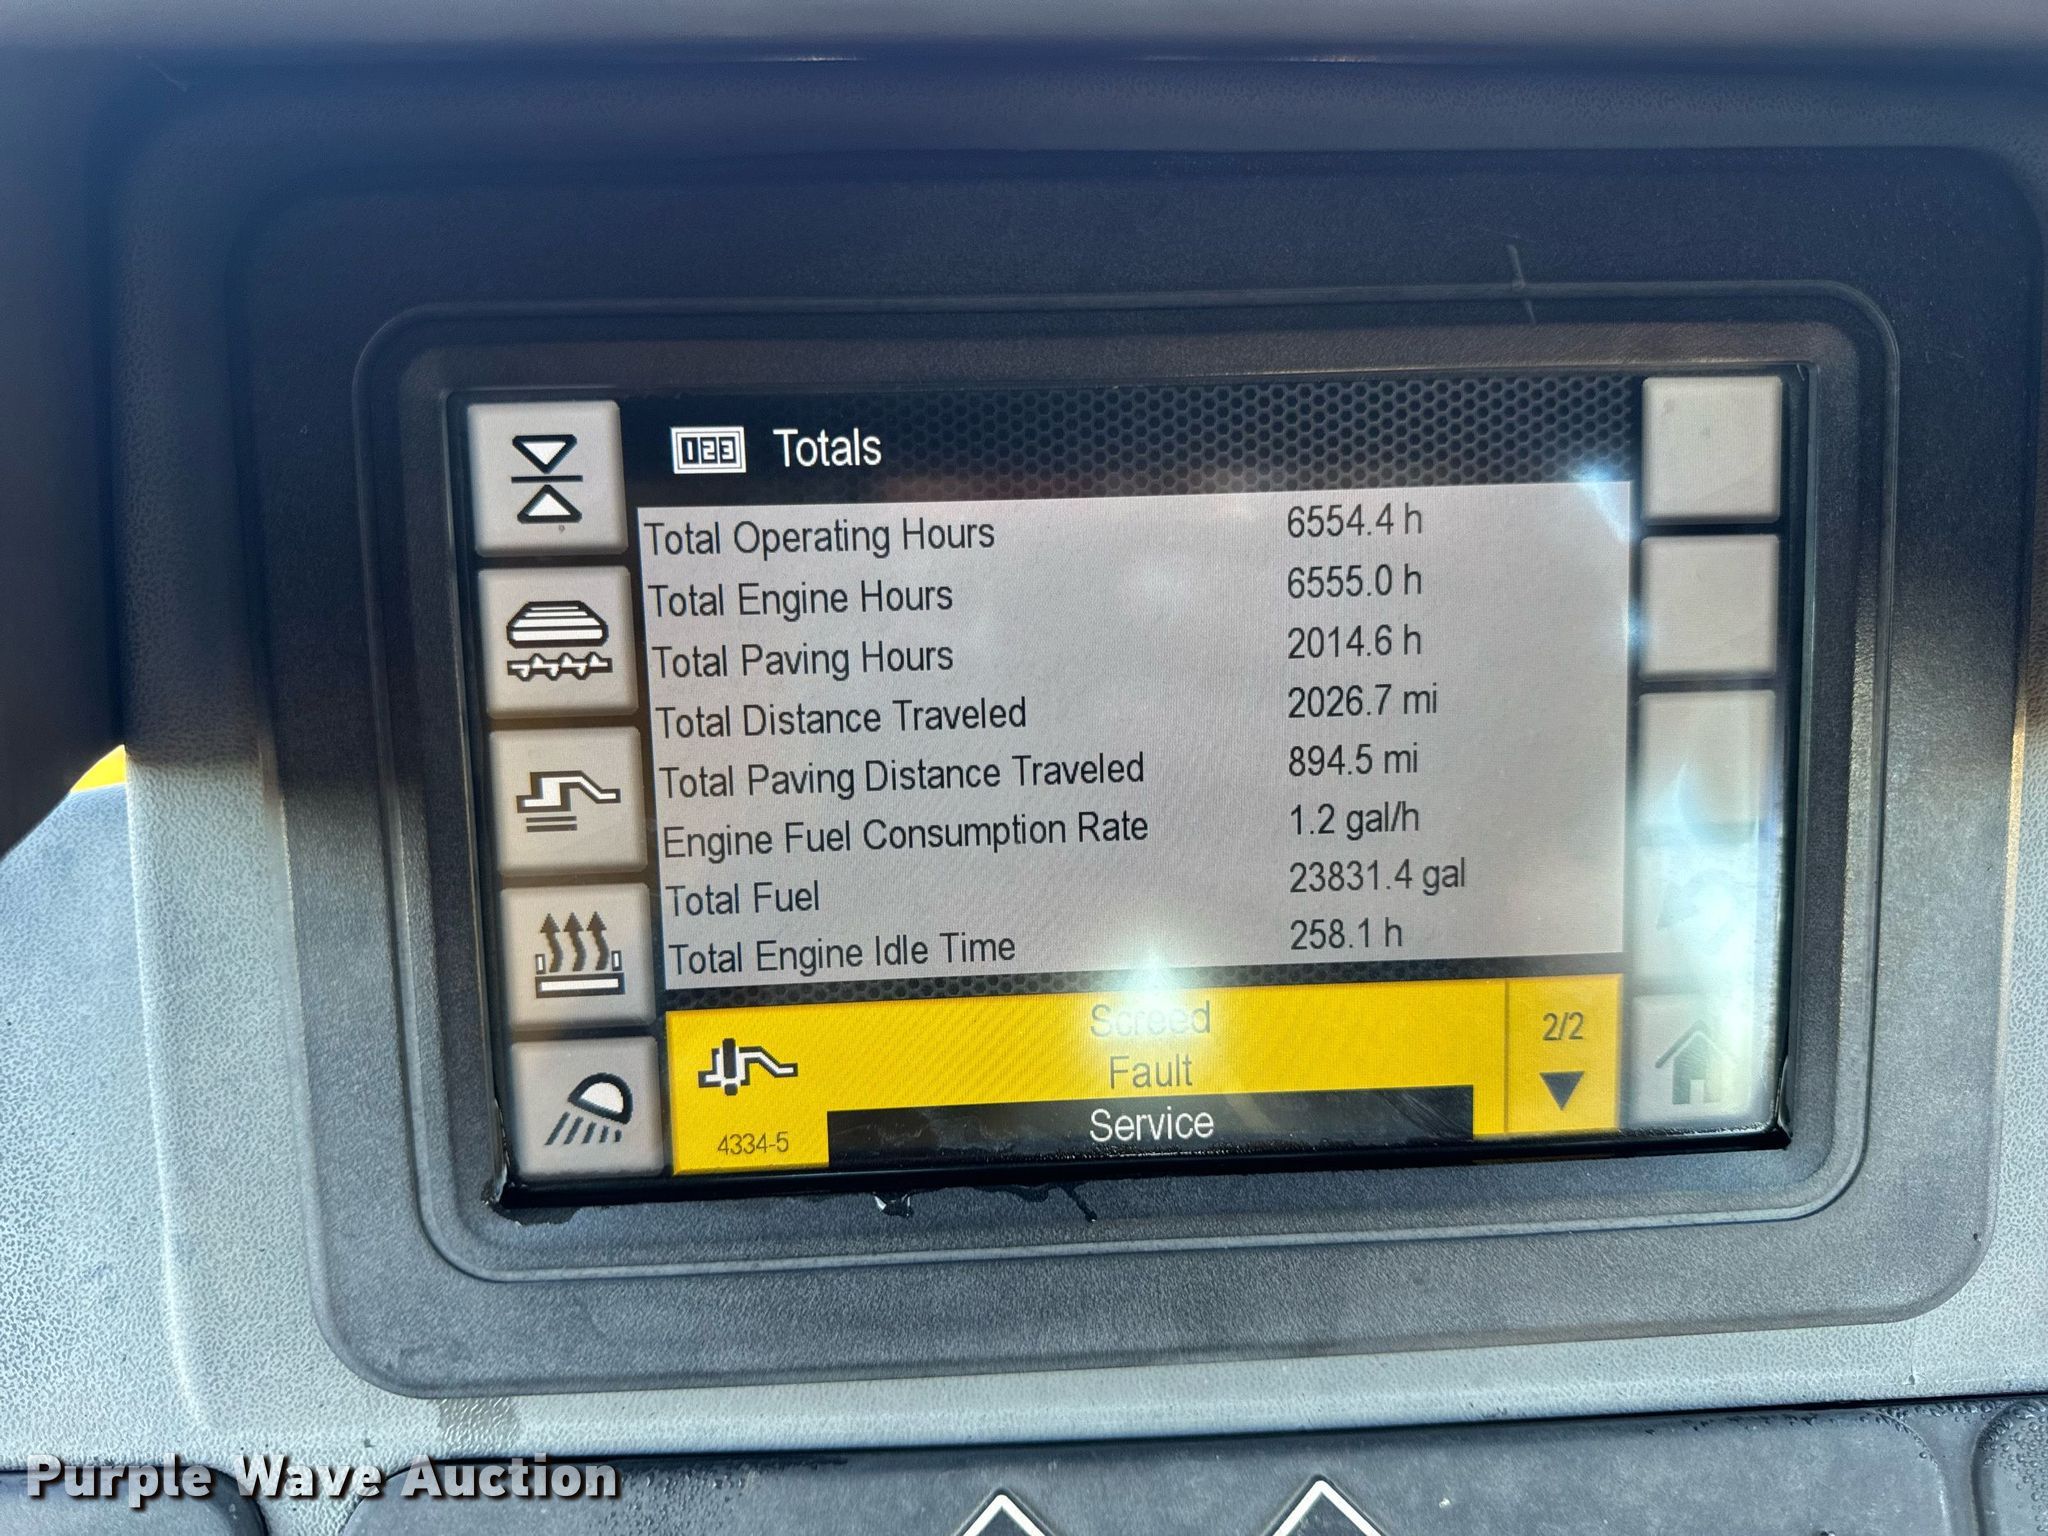 123 Totals
Total Operating Hours 6554.4 h
Total Engine Hours 6555.0 h
Total Paving Hours 2014.6 h
Total Distance Traveled 2026.7 mi
Total Paving Distance Traveled 894.5 mi
Engine Fuel Consumption Rate 1.2 gal/h
Total Fuel 23831.4 gal
Total Engine Idle Time 258.1 h
Screed
Fault
Service
4334-5
2/2
Purple Wave Auction